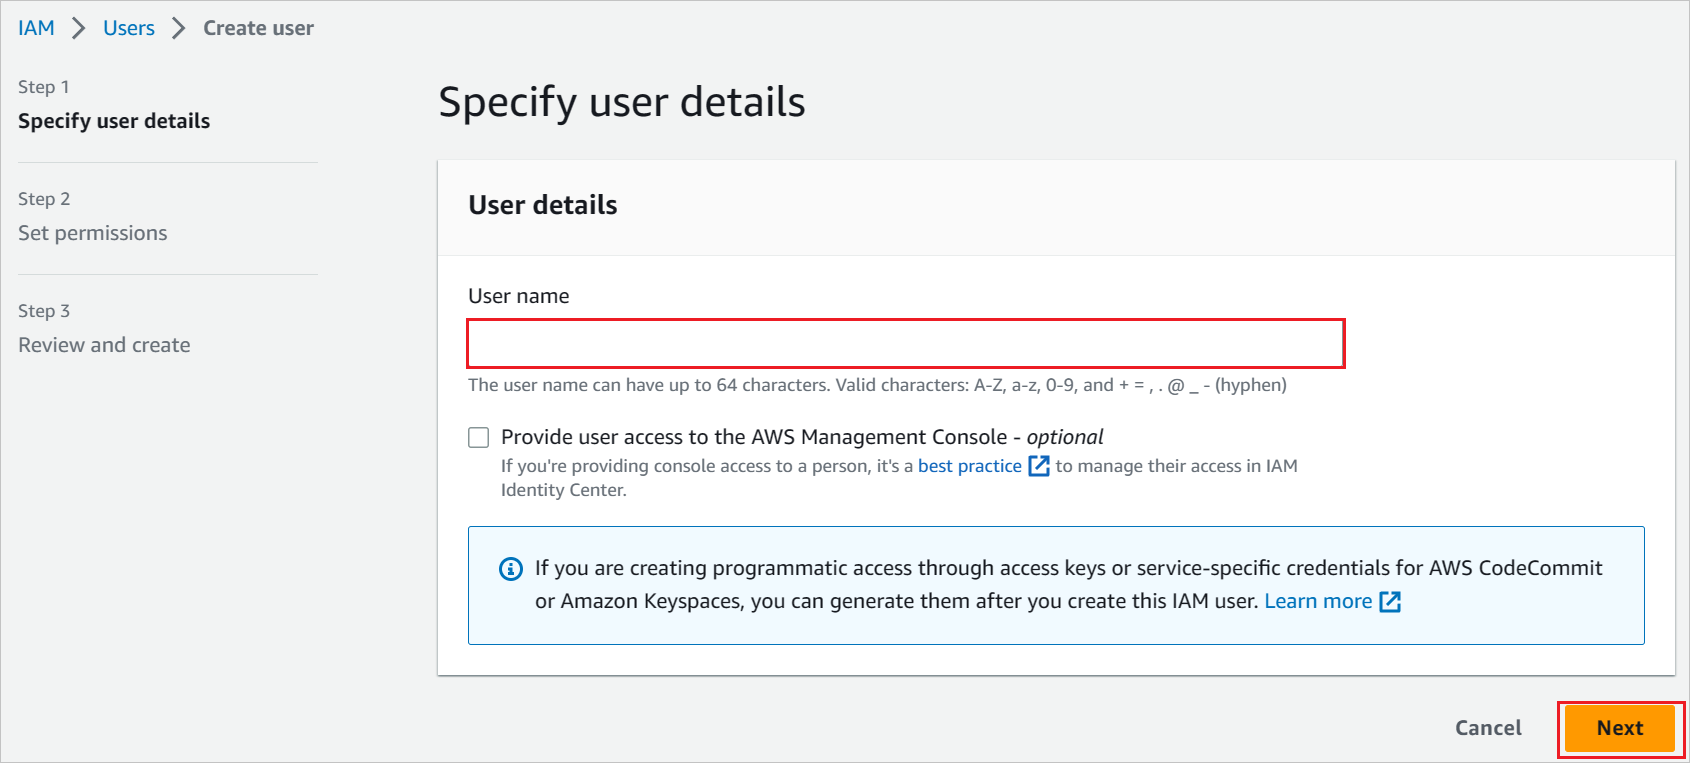 IAM > Users > Create user
Step 1
Specify user details
Step 2
Set permissions
Step 3
Review and create
Specify user details
User details
User name
The user name can have up to 64 characters. Valid characters: A-Z, a-z, 0-9, and + = , . @ _ - (hyphen)
Provide user access to the AWS Management Console - optional
If you're providing console access to a person, it's a best practice to manage their access in IAM
Identity Center.
If you are creating programmatic access through access keys or service-specific credentials for AWS CodeCommit
or Amazon Keyspaces, you can generate them after you create this IAM user. Learn more
Cancel
Next